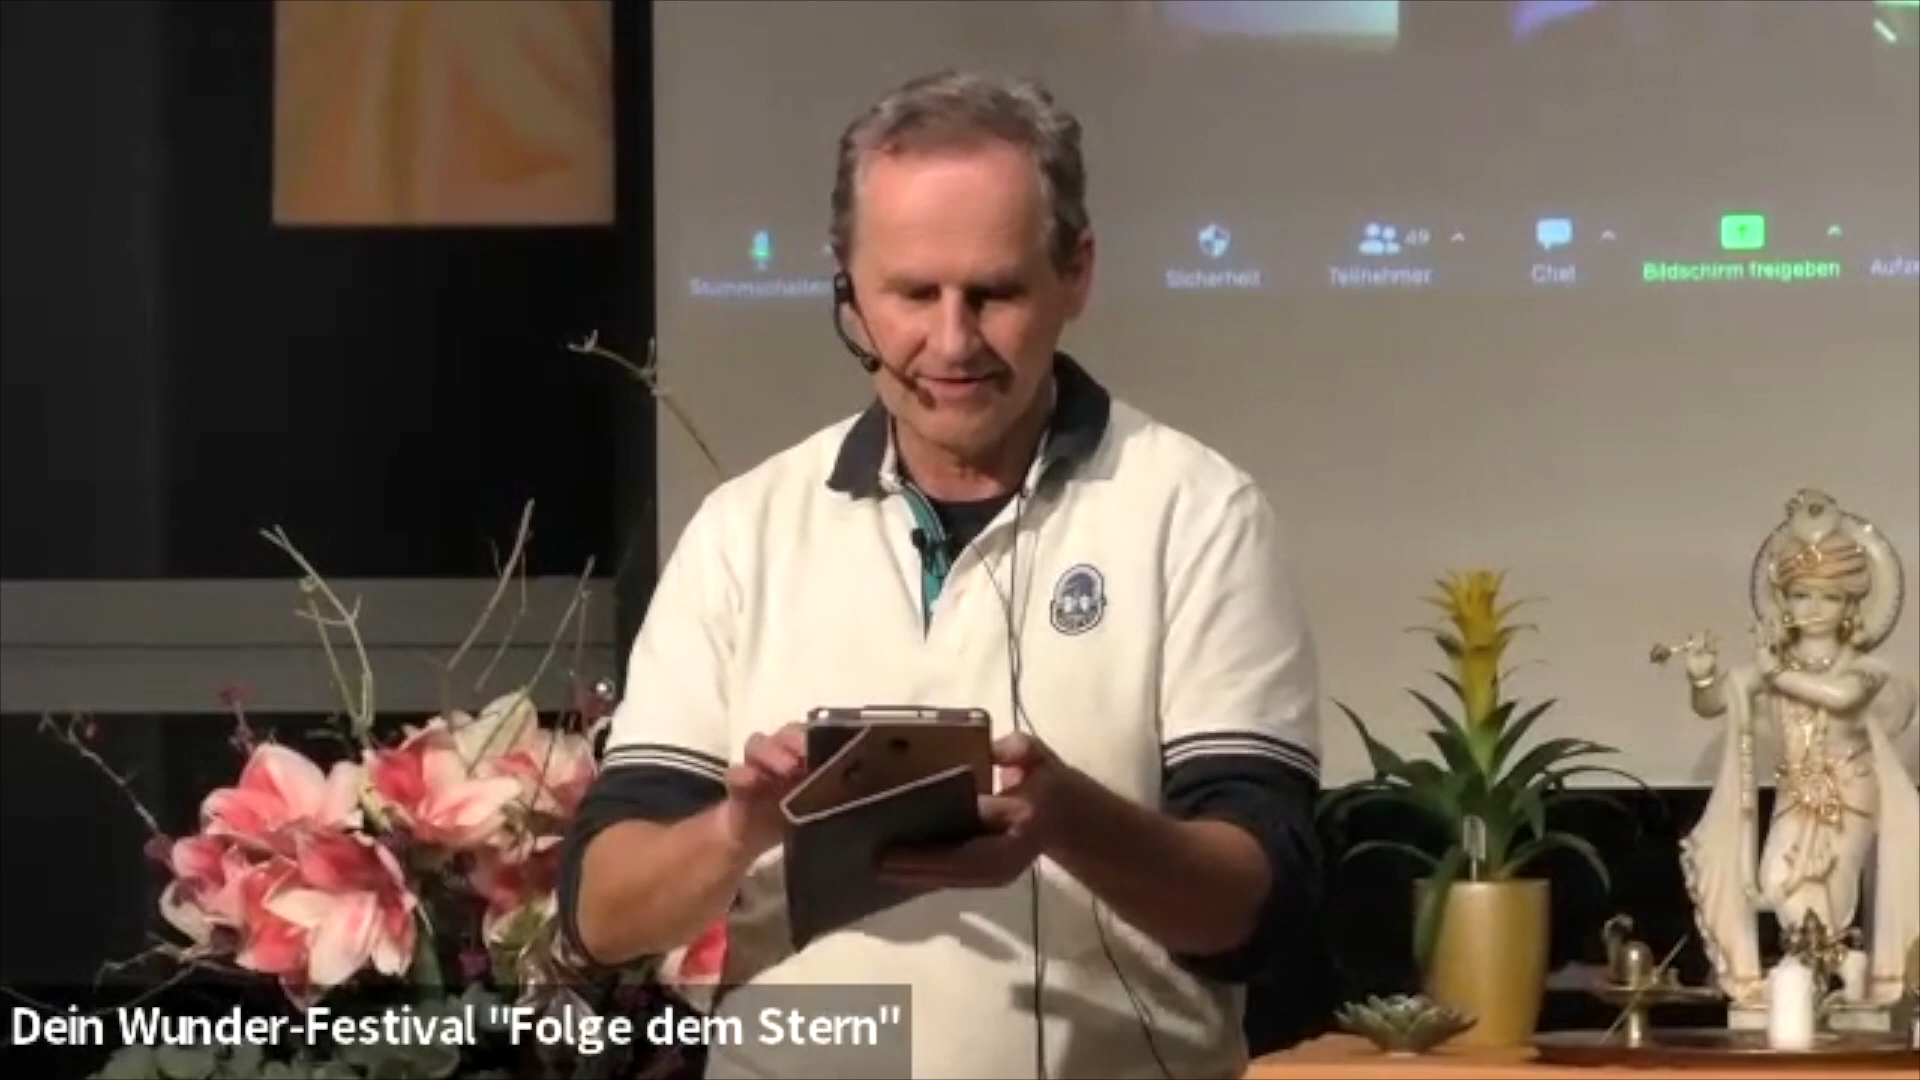 49
Stummschalten
Sicherheit
Teilnehmer
Chat
Bildschirm freigeben
Dein Wunder-Festival "Folge dem Stern"